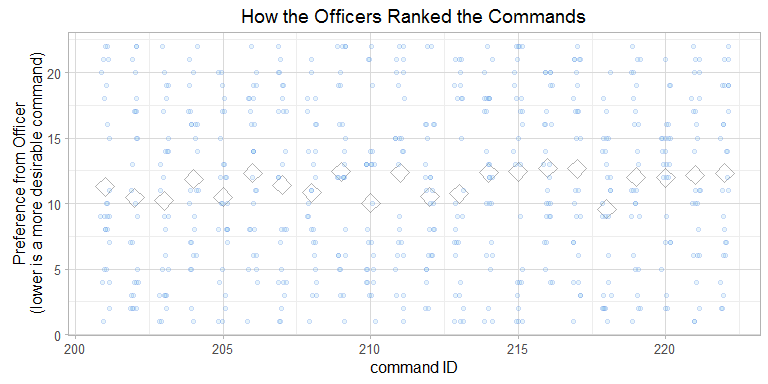 How the Officers Ranked the Commands
Preference from Officer
(lower is a more desirable command)
20
15
10
5
0
200
205
210
215
220
command ID